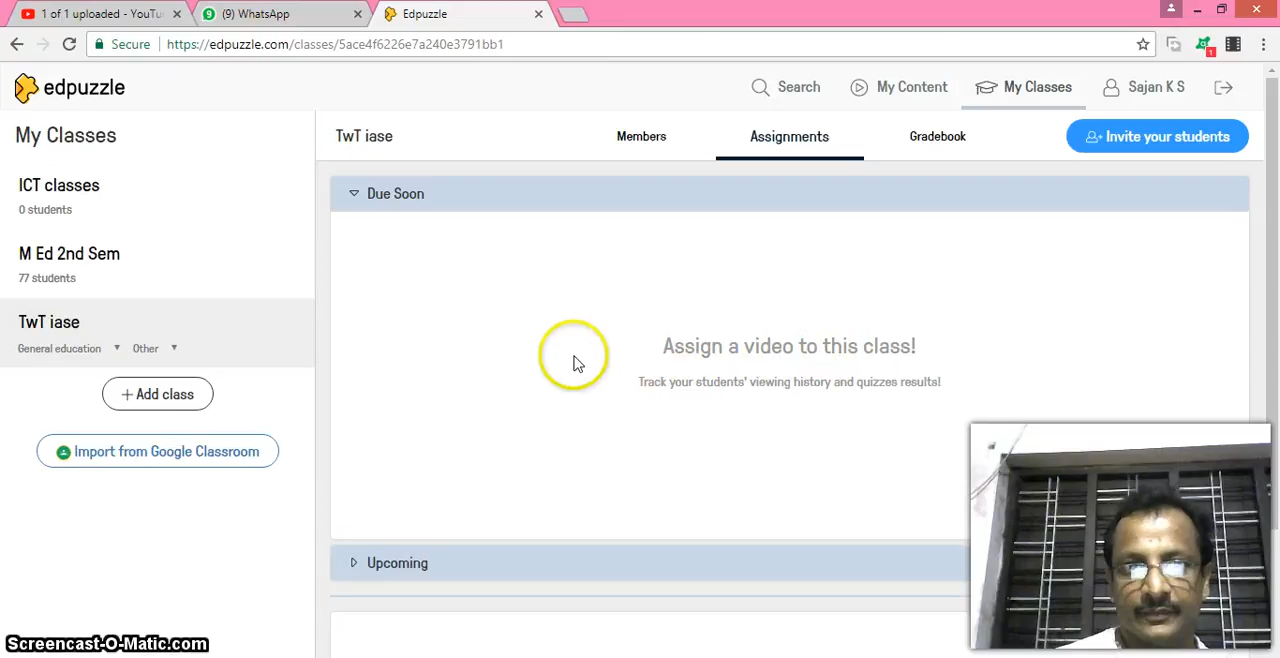 1 of 1 uploaded - YouTu
(9) WhatsApp
Edpuzzle
Secure
https://edpuzzle.com/classes/5ace4f6226e7a240e3791bb1
1
edpuzzle
Search
My Content
My Classes
Sajan K S
My Classes
TwT iase
Members
Assignments
Gradebook
Invite your students
ICT classes
0 students
Due Soon
M Ed 2nd Sem
77 students
TwT iase
General education
Other
Assign a video to this class!
Track your students' viewing history and quizzes results!
+ Add class
Import from Google Classroom
Upcoming
Screencast-O-Matic.com